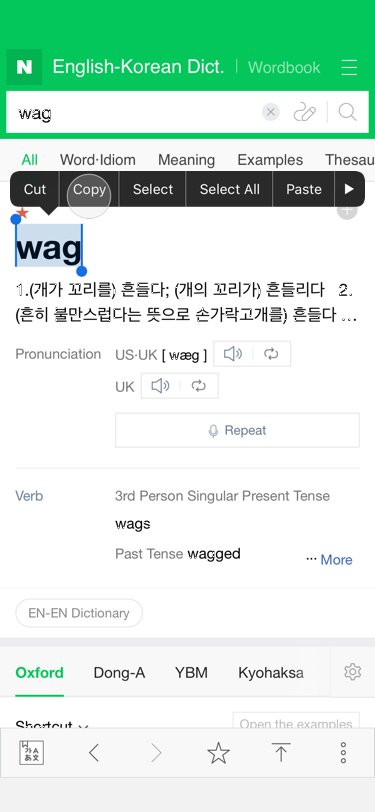 N English-Korean Dict. | Wordbook
wag
All Word·Idiom Meaning Examples Thesau
Cut Copy Select Select All Paste
wag
1.(개가 꼬리를) 흔들다; (개의 꼬리가) 흔들리다 2.
(흔히 불만스럽다는 뜻으로 손가락고개를) 흔들다 ...
Pronunciation US·UK [ wæg ]
UK
Repeat
Verb 3rd Person Singular Present Tense
wags
Past Tense wagged ··· More
EN-EN Dictionary
Oxford Dong-A YBM Kyohaksa
Shortcut Open the examples
가 A
あ 文